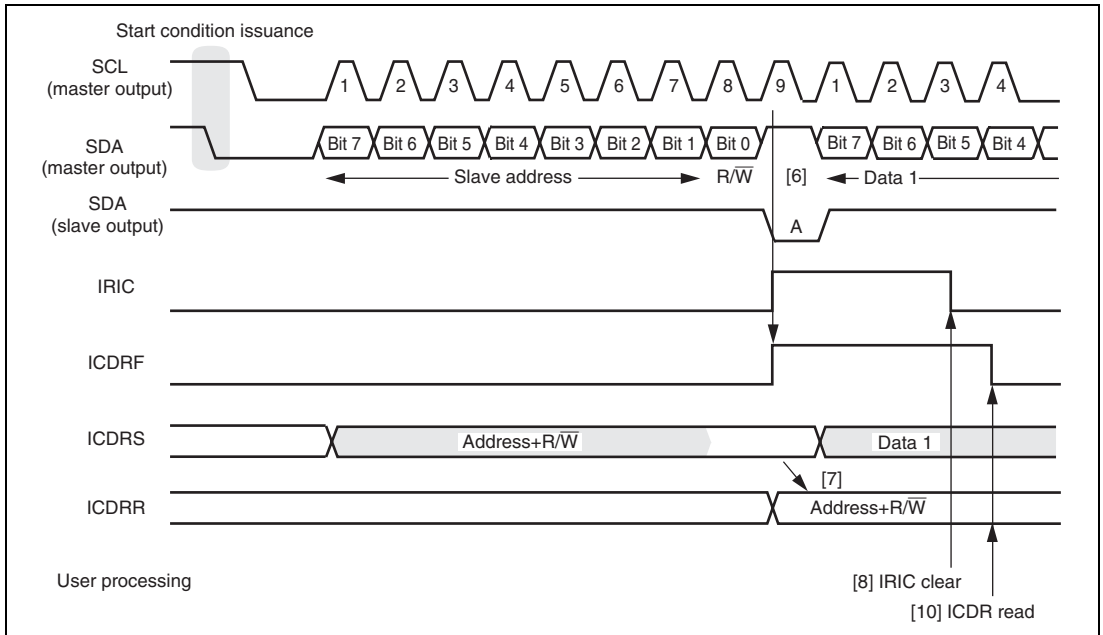 Start condition issuance
SCL
(master output)
1 2 3 4 5 6 7 8 9 1 2 3 4
SDA
(master output)
Bit 7 Bit 6 Bit 5 Bit 4 Bit 3 Bit 2 Bit 1 Bit 0 Bit 7 Bit 6 Bit 5 Bit 4
Slave address R/W̅ [6] Data 1
SDA
(slave output)
A
IRIC
ICDRF
ICDRS
Address+R/W̅ Data 1
[7]
ICDRR
Address+R/W̅
User processing
[8] IRIC clear
[10] ICDR read